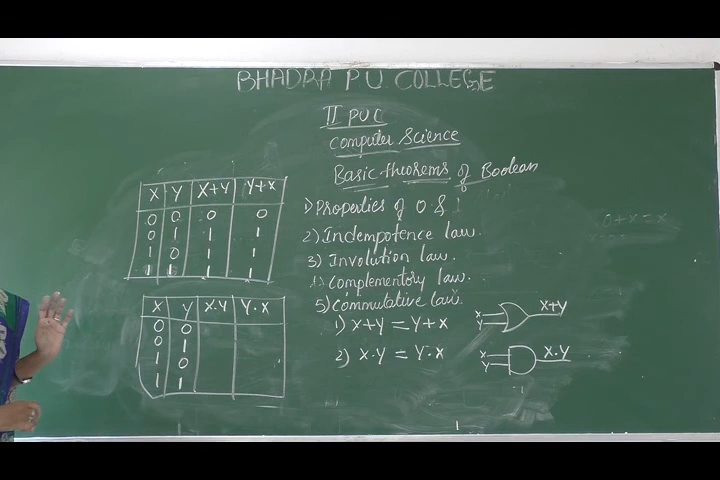 BHADRA P U COLLEGE
II PUC
Computer Science
Basic theorems of Boolean
1) Properties of 0 & 1
2) Indempotence law.
3) Involution law.
4) Complementory law.
5) Commutative law.
1) X+Y = Y+X
2) X.Y = Y.X
X Y X+Y Y+X
0 0 0 0
0 1 1 1
1 0 1 1
1 1 1 1
X Y X.Y Y.X
0 0
0 1
1 0
1 1
X
Y
X+Y
X
Y
X.Y
0+X=X